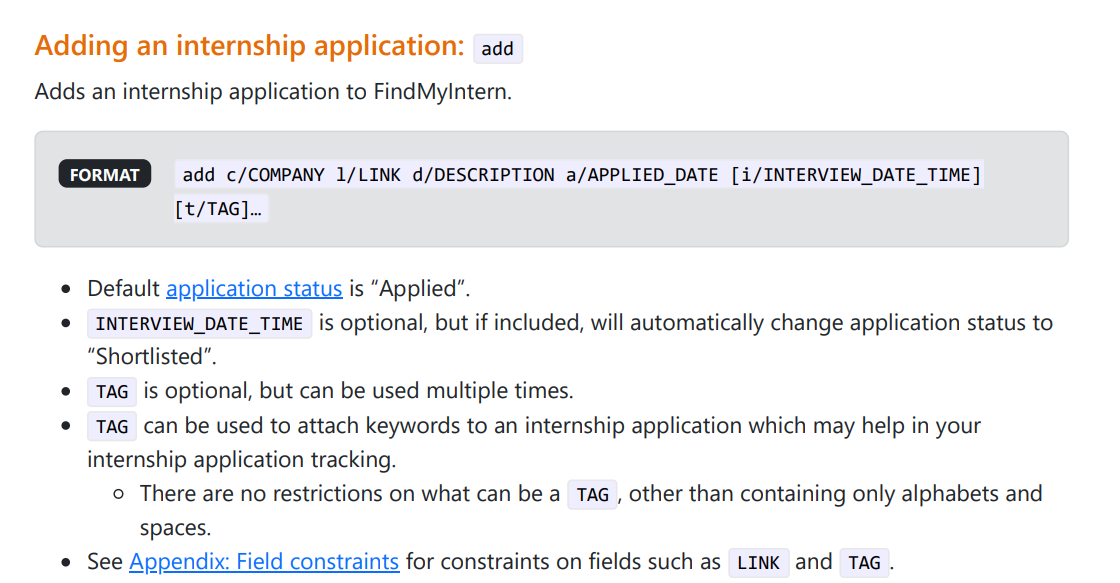 Adding an internship application: add
Adds an internship application to FindMyIntern.
FORMAT add c/COMPANY l/LINK d/DESCRIPTION a/APPLIED_DATE [i/INTERVIEW_DATE_TIME]
[t/TAG]…
• Default application status is “Applied”.
• INTERVIEW_DATE_TIME is optional, but if included, will automatically change application status to
“Shortlisted”.
• TAG is optional, but can be used multiple times.
• TAG can be used to attach keywords to an internship application which may help in your
internship application tracking.
◦ There are no restrictions on what can be a TAG, other than containing only alphabets and
spaces.
• See Appendix: Field constraints for constraints on fields such as LINK and TAG.